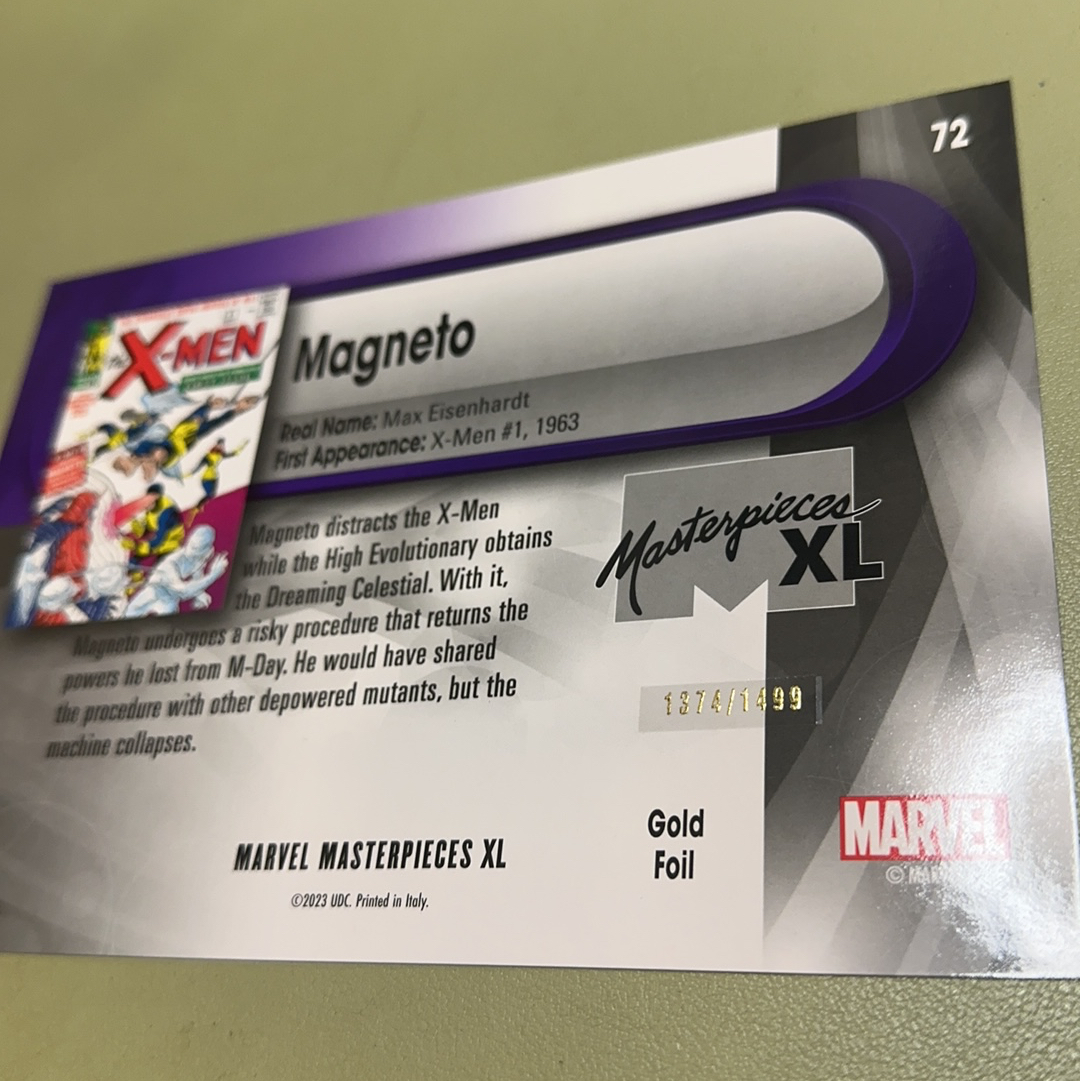 72
X-MEN
Magneto
Real Name: Max Eisenhardt
First Appearance: X-Men #1, 1963
Magneto distracts the X-Men
while the High Evolutionary obtains
the Dreaming Celestial. With it,
Magneto undergoes a risky procedure that returns the
powers he lost from M-Day. He would have shared
the procedure with other depowered mutants, but the
machine collapses.
Masterpieces
XL
1374/1499
Gold
Foil
MARVEL
©
MARVEL MASTERPIECES XL
©2023 UDC. Printed in Italy.